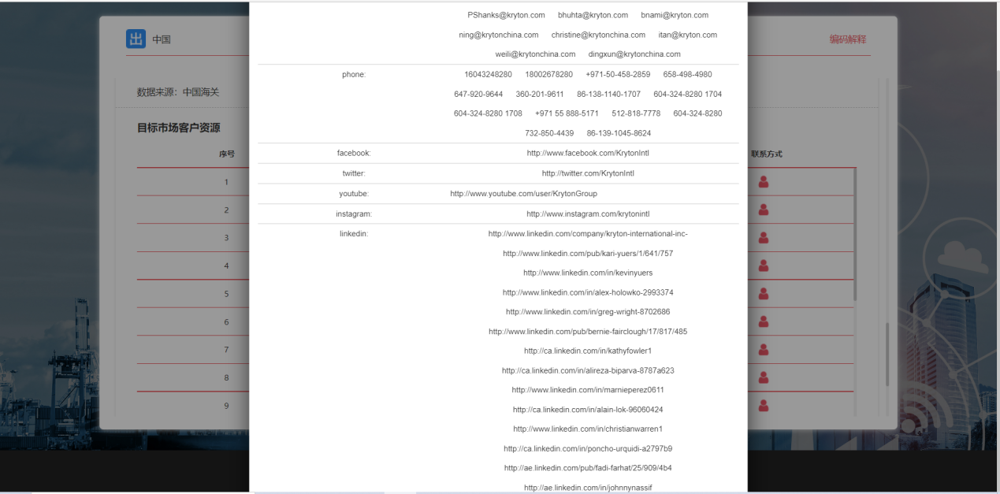 PShanks@kryton.com bhuhta@kryton.com bnami@kryton.com
出 中国
ning@krytonchina.com christine@krytonchina.com itan@kryton.com
编码解释
weili@krytonchina.com dingxun@krytonchina.com
phone: 16043248280 18002678280 +971-50-458-2859 658-498-4980
数据来源：中国海关
647-920-9644 360-201-9611 86-138-1140-1707 604-324-8280 1704
604-324-8280 1708 +971 55 888-5171 512-818-7778 604-324-8280
目标市场客户资源
732-850-4439 86-139-1045-8624
序号
联系方式
facebook: http://www.facebook.com/KrytonIntl
twitter: http://twitter.com/KrytonIntl
1
youtube: http://www.youtube.com/user/KrytonGroup
2
instagram: http://www.instagram.com/krytonintl
linkedin: http://www.linkedin.com/company/kryton-international-inc-
3
http://www.linkedin.com/pub/kari-yuers/1/641/757
4
http://www.linkedin.com/in/kevinyuers
5
http://www.linkedin.com/in/alex-holowko-2993374
http://www.linkedin.com/in/greg-wright-8702686
6
http://www.linkedin.com/pub/bernie-fairclough/17/817/485
7
http://ca.linkedin.com/in/kathyfowler1
http://ca.linkedin.com/in/alireza-biparva-8787a623
8
http://www.linkedin.com/in/marnieperez0611
9
http://ca.linkedin.com/in/alain-lok-96060424
http://www.linkedin.com/in/christianwarren1
http://ca.linkedin.com/in/poncho-urquidi-a2797b9
http://ae.linkedin.com/pub/fadi-farhat/25/909/4b4
http://ae.linkedin.com/in/johnnynassif